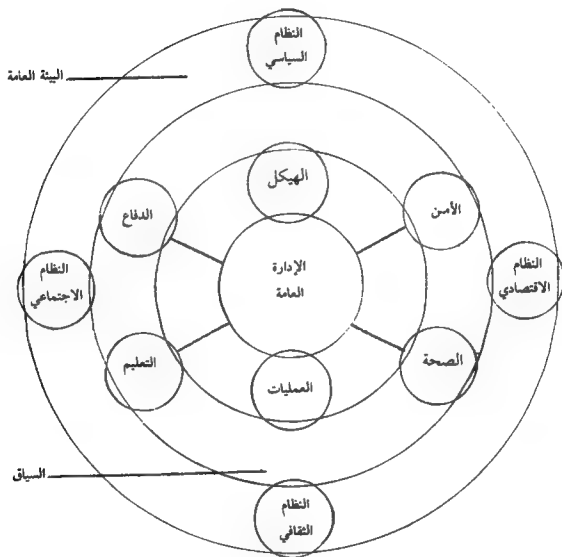 النظام
السياسي
البيئة العامة
الهيكل
الأمن
الدفاع
الإدارة
العامة
النظام
الاقتصادي
النظام
الاجتماعي
الصحة
التعليم
العمليات
السياق
النظام
الثقافي